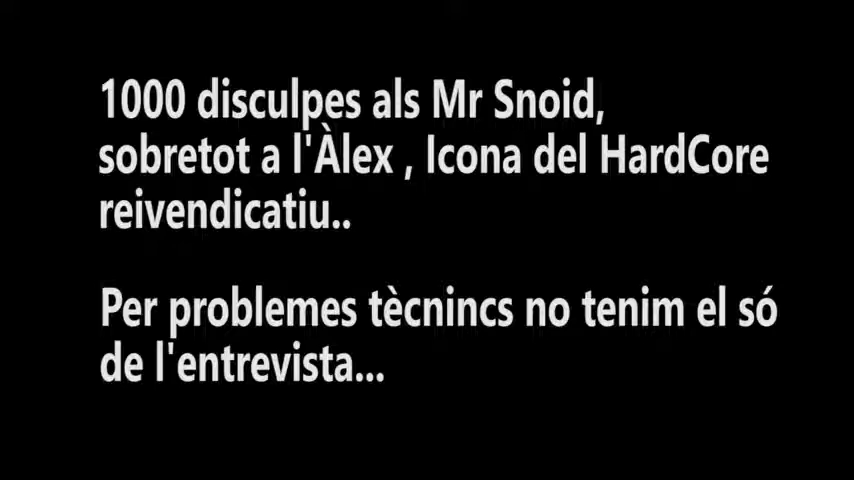 1000 disculpes als Mr Snoid,
sobretot a l'Àlex , Icona del HardCore
reivendicatiu..
Per problemes tècnincs no tenim el só
de l'entrevista...